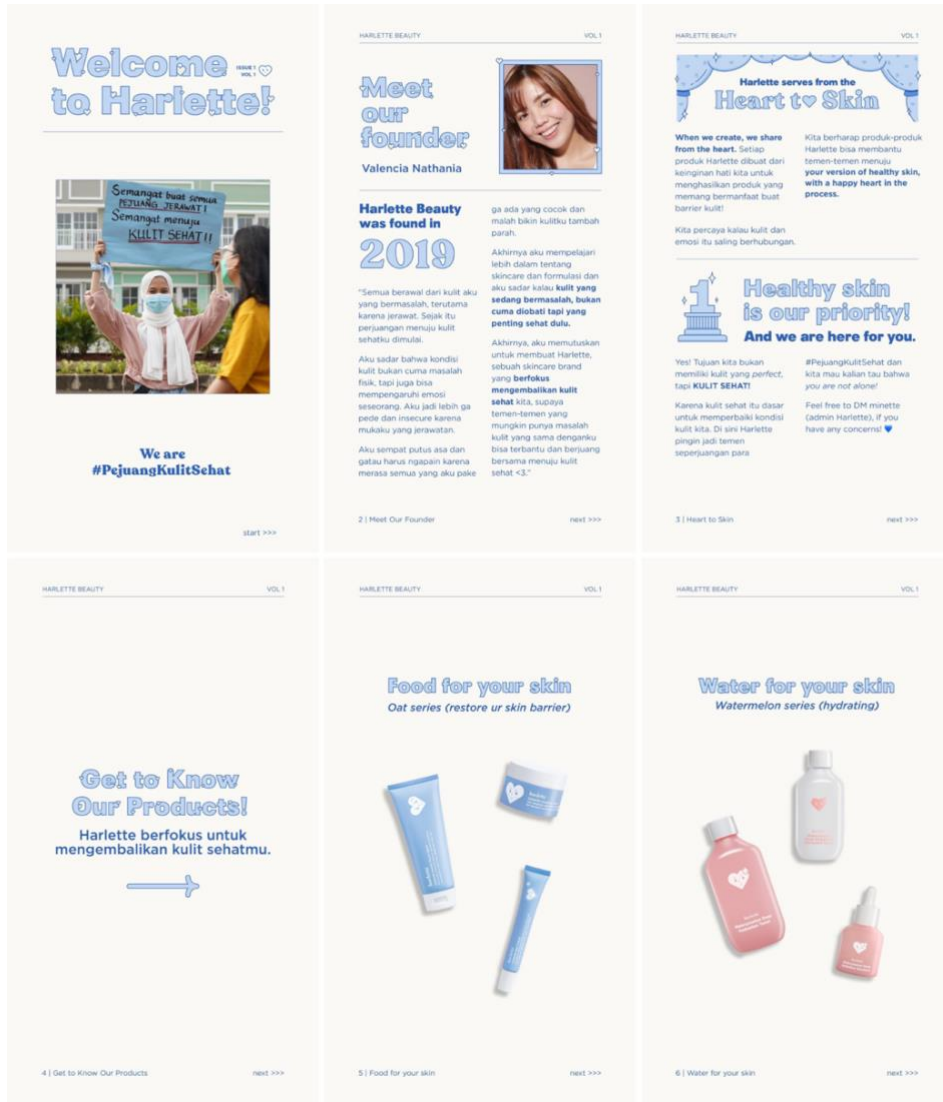 Welcome
to Harlette!
ISSUE 1
VOL 1
Semangat buat semua
PEJUANG JERAWAT!
Semangat menuju
KULIT SEHAT!!
We are
#PejuangKulitSehat
start >>>
HARLETTE BEAUTY VOL 1
Meet
our
founder
Valencia Nathania
Harlette Beauty
was found in
2019
"Semua berawal dari kulit aku
yang bermasalah, terutama
karena jerawat. Sejak itu
perjuangan menuju kulit
sehatku dimulai.
Aku sadar bahwa kondisi
kulit bukan cuma masalah
fisik, tapi juga bisa
mempengaruhi emosi
seseorang. Aku jadi lebih ga
pede dan insecure karena
mukaku yang jerawatan.
Aku sempat putus asa dan
gatau harus ngapain karena
merasa semua yang aku pake
ga ada yang cocok dan
malah bikin kulitku tambah
parah.
Akhirnya aku mempelajari
lebih dalam tentang
skincare dan formulasi dan
aku sadar kalau kulit yang
sedang bermasalah, bukan
cuma diobati tapi yang
penting sehat dulu.
Akhirnya, aku memutuskan
untuk membuat Harlette,
sebuah skincare brand
yang berfokus
mengembalikan kulit
sehat kita, supaya
temen-temen yang
mungkin punya masalah
kulit yang sama denganku
bisa terbantu dan berjuang
bersama menuju kulit
sehat <3."
2 | Meet Our Founder next >>>
HARLETTE BEAUTY VOL 1
Harlette serves from the
Heart to Skin
When we create, we share
from the heart. Setiap
produk Harlette dibuat dari
keinginan hati kita untuk
menghasilkan produk yang
memang bermanfaat buat
barrier kulit!
Kita percaya kalau kulit dan
emosi itu saling berhubungan.
Kita berharap produk-produk
Harlette bisa membantu
temen-temen menuju
your version of healthy skin,
with a happy heart in the
process.
1
Healthy skin
is our priority!
And we are here for you.
Yes! Tujuan kita bukan
memiliki kulit yang perfect,
tapi KULIT SEHAT!
Karena kulit sehat itu dasar
untuk memperbaiki kondisi
kulit kita. Di sini Harlette
pingin jadi temen
seperjuangan para
#PejuangKulitSehat dan
kita mau kalian tau bahwa
you are not alone!
Feel free to DM minette
(admin Harlette), if you
have any concerns! 💙
3 | Heart to Skin next >>>
HARLETTE BEAUTY VOL 1
Get to Know
Our Products!
Harlette berfokus untuk
mengembalikan kulit sehatmu.
4 | Get to Know Our Products next >>>
HARLETTE BEAUTY VOL 1
Food for your skin
Oat series (restore ur skin barrier)
5 | Food for your skin next >>>
HARLETTE BEAUTY VOL 1
Water for your skin
Watermelon series (hydrating)
6 | Water for your skin next >>>